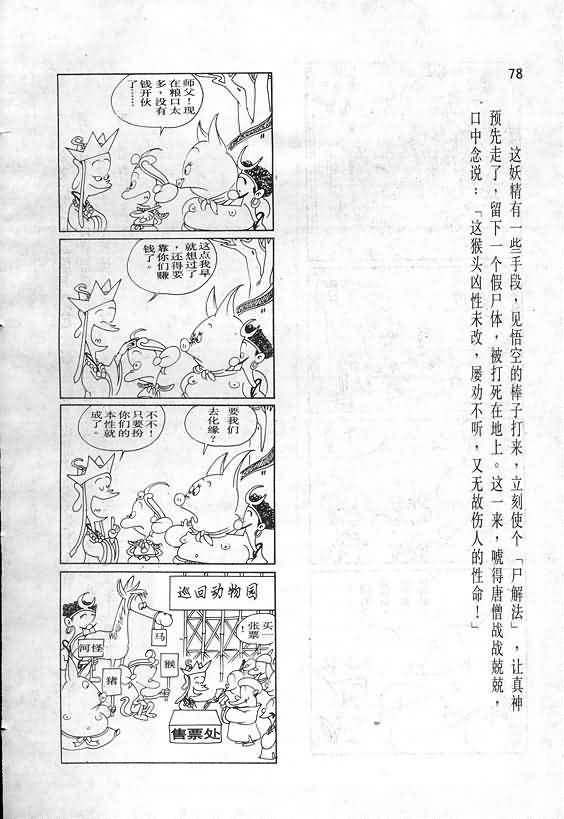 78
这妖精有一些手段，见悟空的棒子打来，立刻使个「尸解法」，让真神
预先走了，留下一个假尸体，被打死在地上。这一来，唬得唐僧战战兢兢，
口中念说：「这猴头凶性未改，屡劝不听，又无故伤人的性命！」
师父！现
在粮口太
多，没有
钱开伙
了……
这点我早
就想过了
，还得要
靠你们赚
钱了。
要我们
去化缘？
不不！
只要扮
你们的
本性就
成了。
巡回动物园
买一
张票
！
马
河怪
猴
猪
售票处